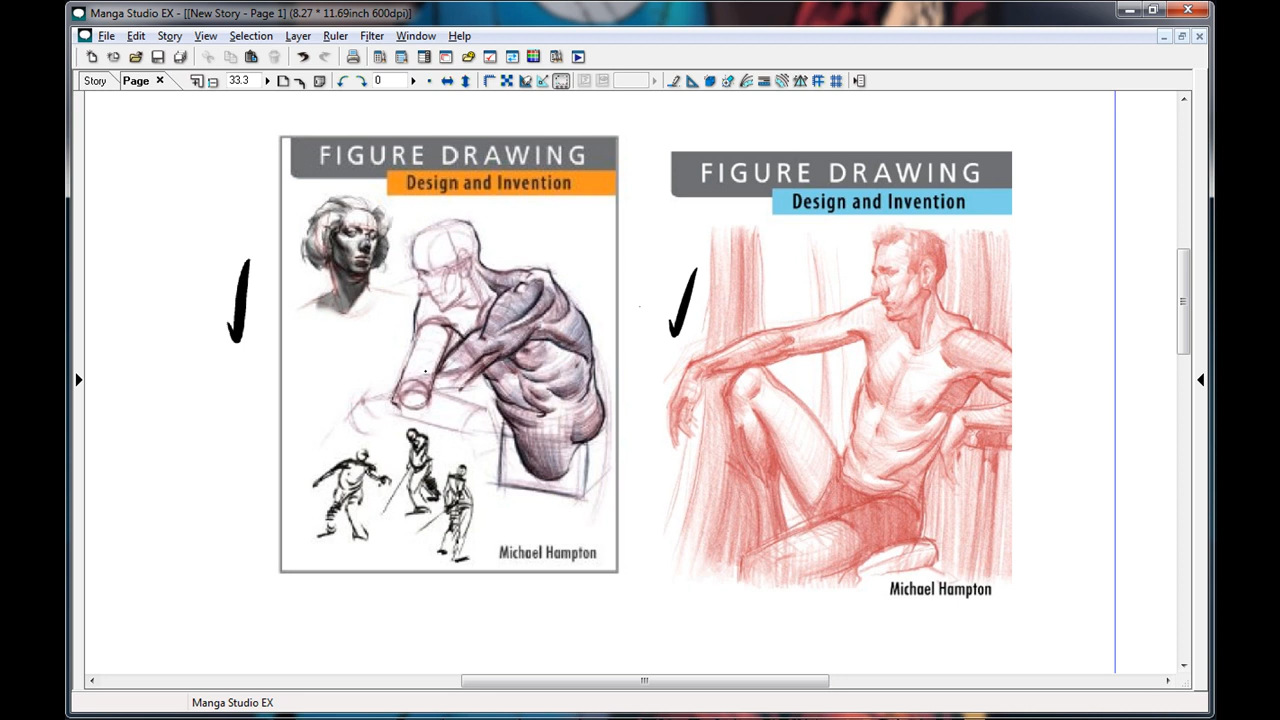 Manga Studio EX - [[New Story - Page 1] (8.27 * 11.69inch 600dpi)]
File Edit Story View Selection Layer Ruler Filter Window Help
Story Page 33.3 0
FIGURE DRAWING
Design and Invention
Michael Hampton
FIGURE DRAWING
Design and Invention
Michael Hampton
Manga Studio EX